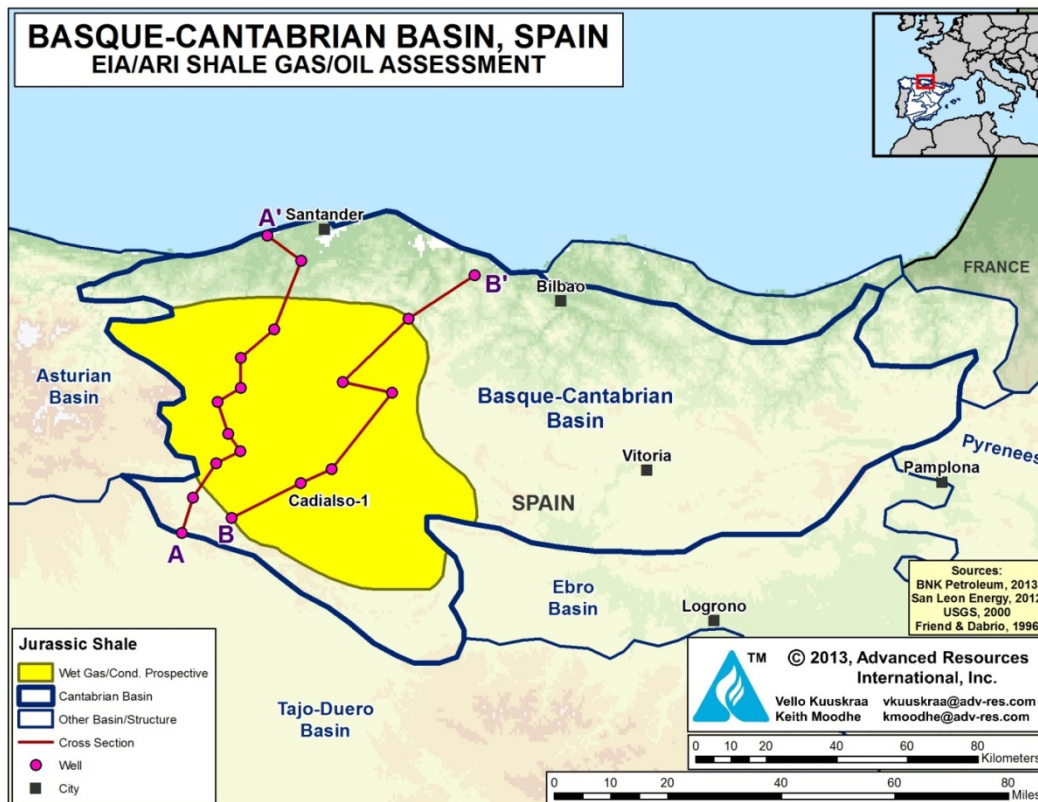 BASQUE-CANTABRIAN BASIN, SPAIN
EIA/ARI SHALE GAS/OIL ASSESSMENT
A'
Santander
B'
Bilbao
FRANCE
Asturian
Basin
Basque-Cantabrian
Basin
Pyrenees
Vitoria
Pamplona
Cadialso-1
SPAIN
B
A
Ebro
Basin
Logrono
Tajo-Duero
Basin
Sources:
BNK Petroleum, 2013
San Leon Energy, 2012
USGS, 2000
Friend & Dabrio, 1996
Jurassic Shale
Wet Gas/Cond. Prospective
Cantabrian Basin
Other Basin/Structure
Cross Section
Well
City
TM
© 2013, Advanced Resources
International, Inc.
Vello Kuuskraa vkuuskraa@adv-res.com
Keith Moodhe kmoodhe@adv-res.com
0 10 20 40 60 80
Kilometers
0 10 20 40 60 80
Miles